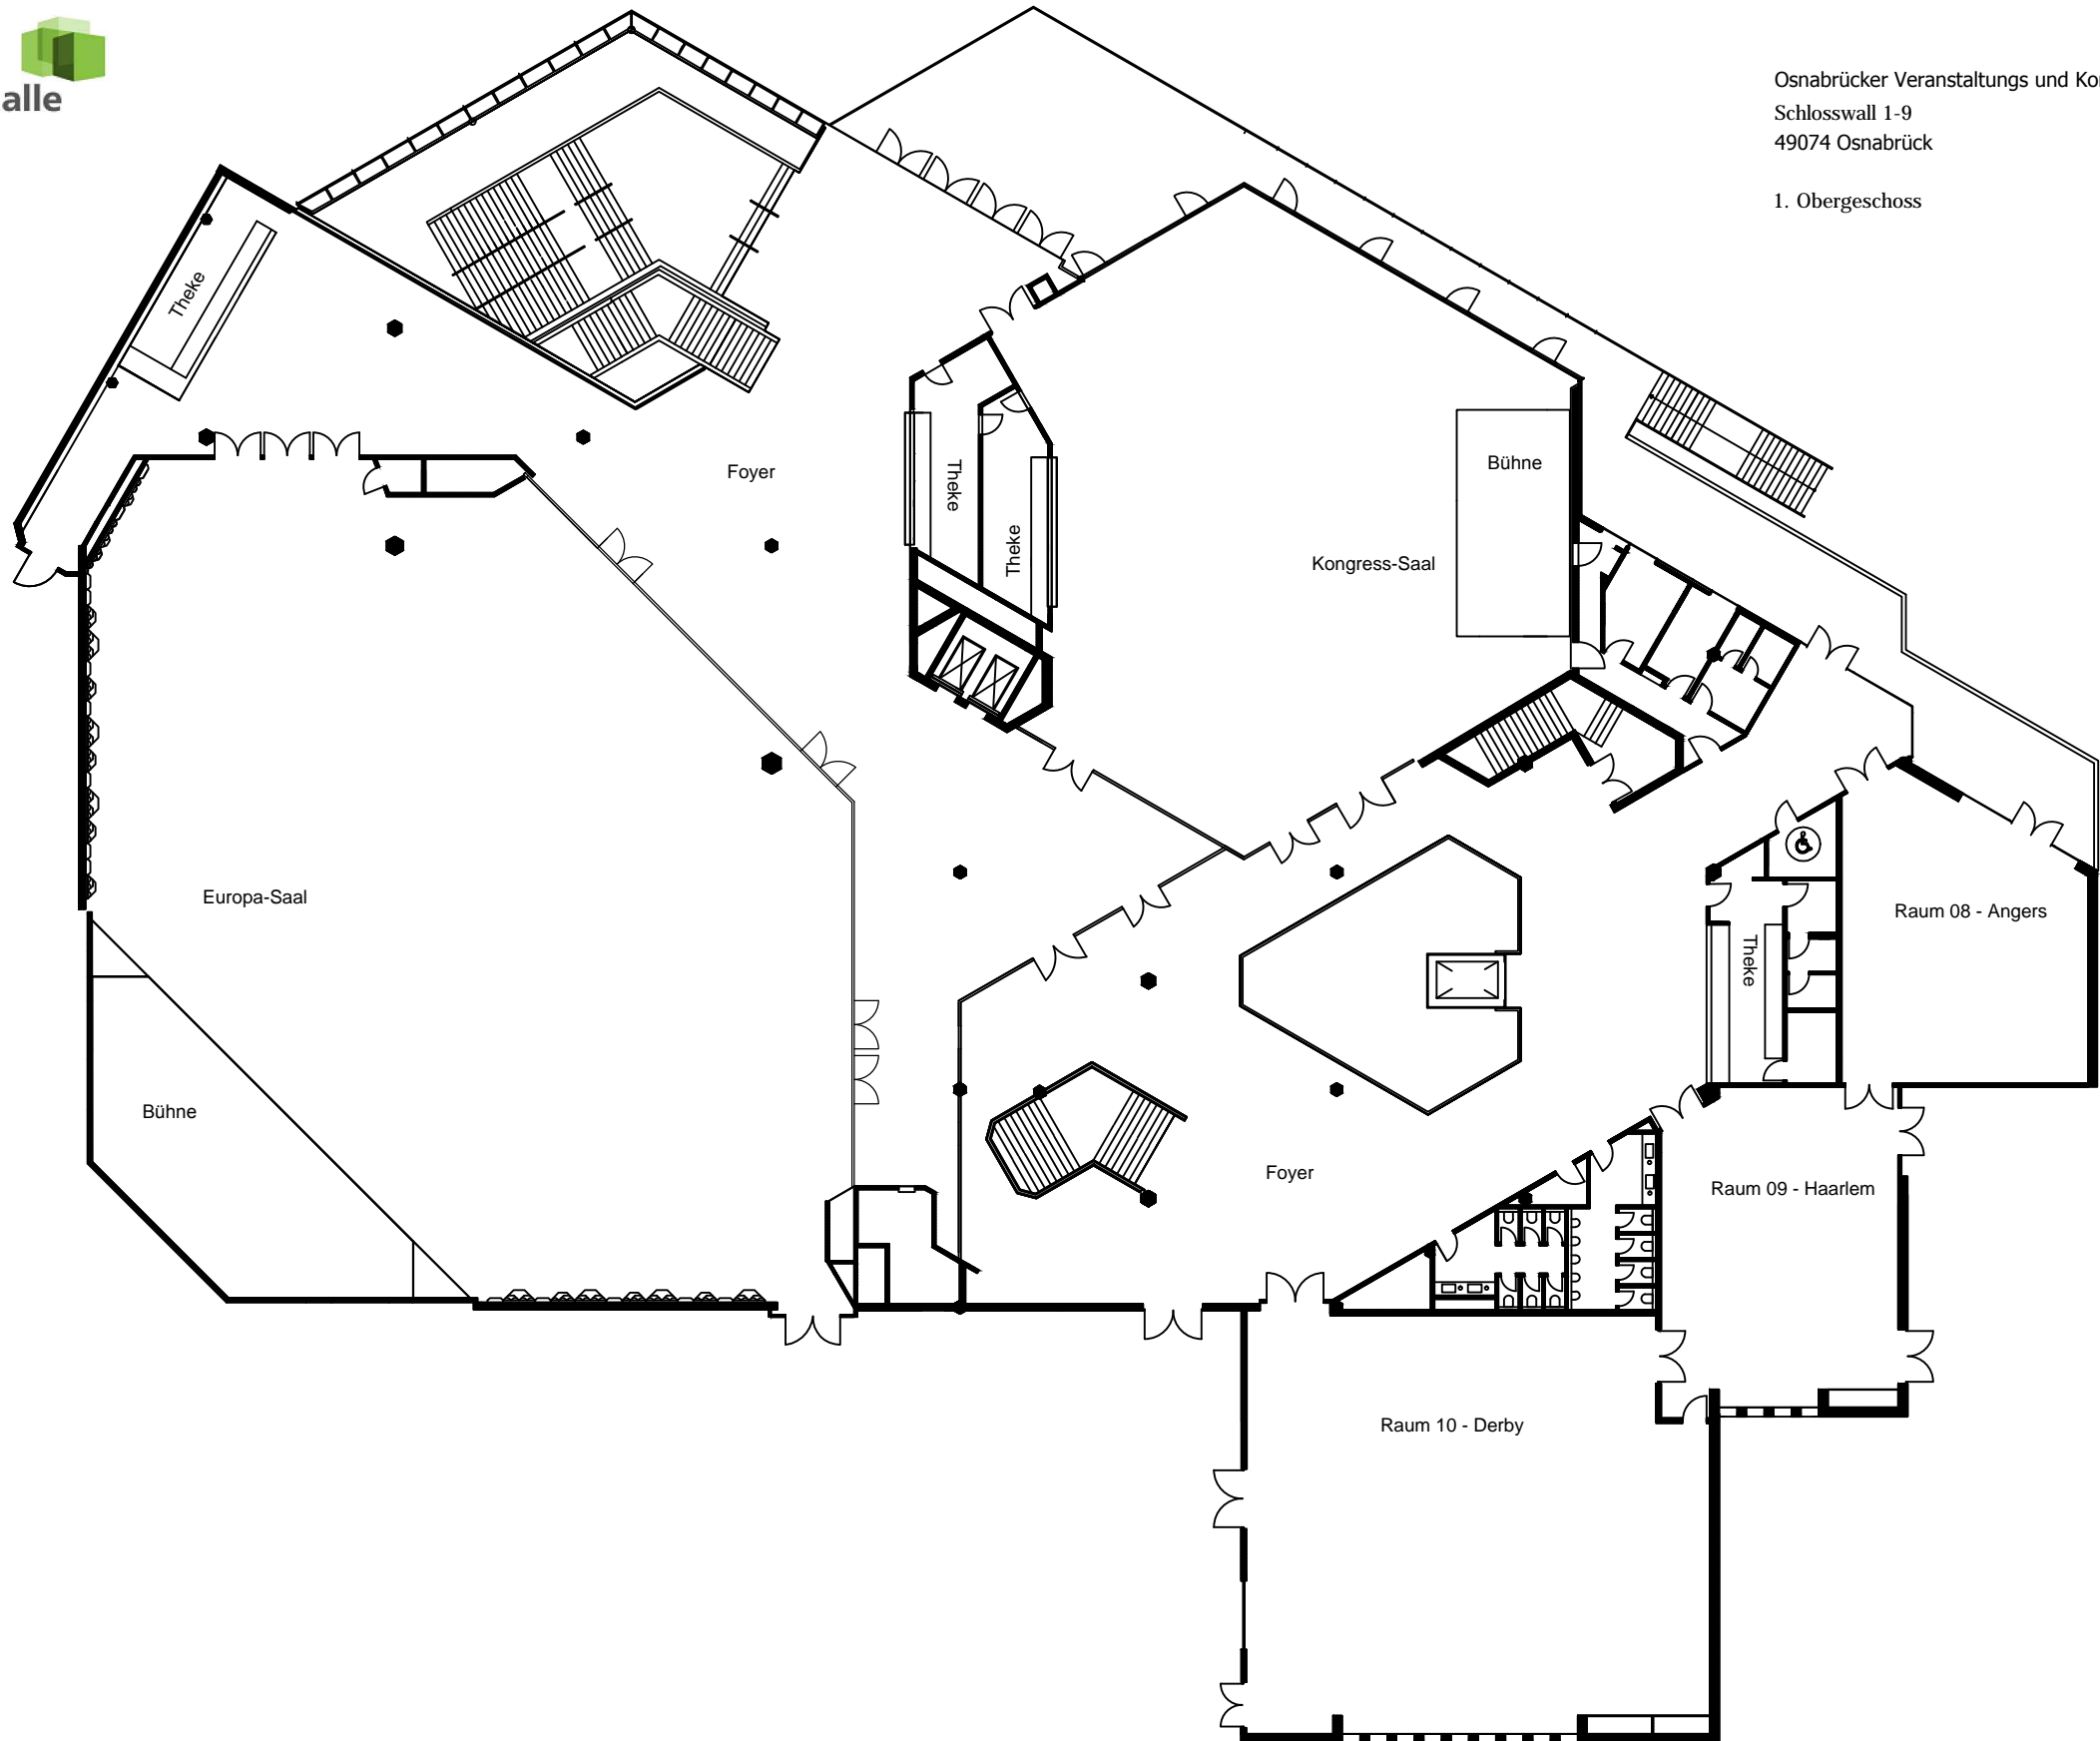 alle
Osnabrücker Veranstaltungs und Ko
Schlosswall 1-9
49074 Osnabrück
1. Obergeschoss
Theke
Foyer
Theke
Theke
Bühne
Kongress-Saal
Europa-Saal
Raum 08 - Angers
Theke
Bühne
Foyer
Raum 09 - Haarlem
Raum 10 - Derby